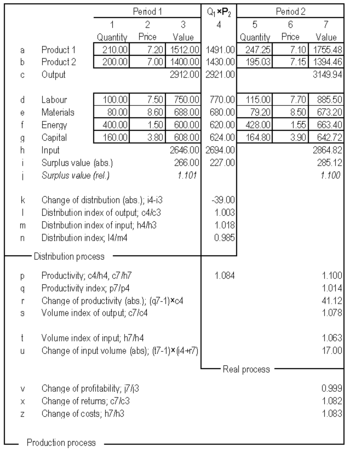 Period 1 Q1×P2 Period 2
1 2 3 4 5 6 7
Quantity Price Value Quantity Price Value
a Product 1 210.00 7.20 1512.00 1491.00 247.25 7.10 1755.48
b Product 2 200.00 7.00 1400.00 1430.00 195.03 7.15 1394.46
c Output 2912.00 2921.00 3149.94
d Labour 100.00 7.50 750.00 770.00 115.00 7.70 885.50
e Materials 80.00 8.60 688.00 680.00 79.20 8.50 673.20
f Energy 400.00 1.50 600.00 620.00 428.00 1.55 663.40
g Capital 160.00 3.80 608.00 624.00 164.80 3.90 642.72
h Input 2646.00 2694.00 2864.82
i Surplus value (abs.) 266.00 227.00 285.12
j Surplus value (rel.) 1.101 1.100
k Change of distribution (abs.); i4-i3 -39.00
l Distribution index of output; c4/c3 1.003
m Distribution index of input; h4/h3 1.018
n Distribution index; l4/m4 0.985
Distribution process
p Productivity; c4/h4, c7/h7 1.084 1.100
q Productivity index; p7/p4 1.014
r Change of productivity (abs.); (q7-1)×c4 41.12
s Volume index of output; c7/c4 1.078
t Volume index of input; h7/h4 1.063
u Change of input volume (abs); (t7-1)×(i4+r7) 17.00
Real process
v Change of profitability; j7/j3 0.999
x Change of returns; c7/c3 1.082
z Change of costs; h7/h3 1.083
Production process